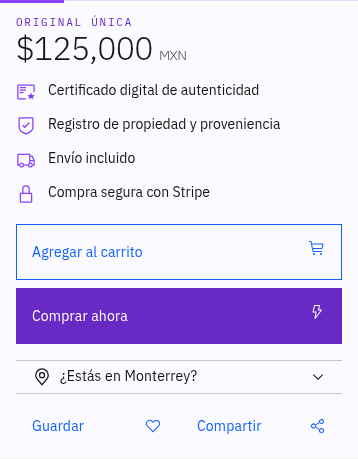 ORIGINAL ÚNICA
$125,000 MXN
Certificado digital de autenticidad
Registro de propiedad y proveniencia
Envío incluido
Compra segura con Stripe
Agregar al carrito
Comprar ahora
¿Estás en Monterrey?
Guardar Compartir